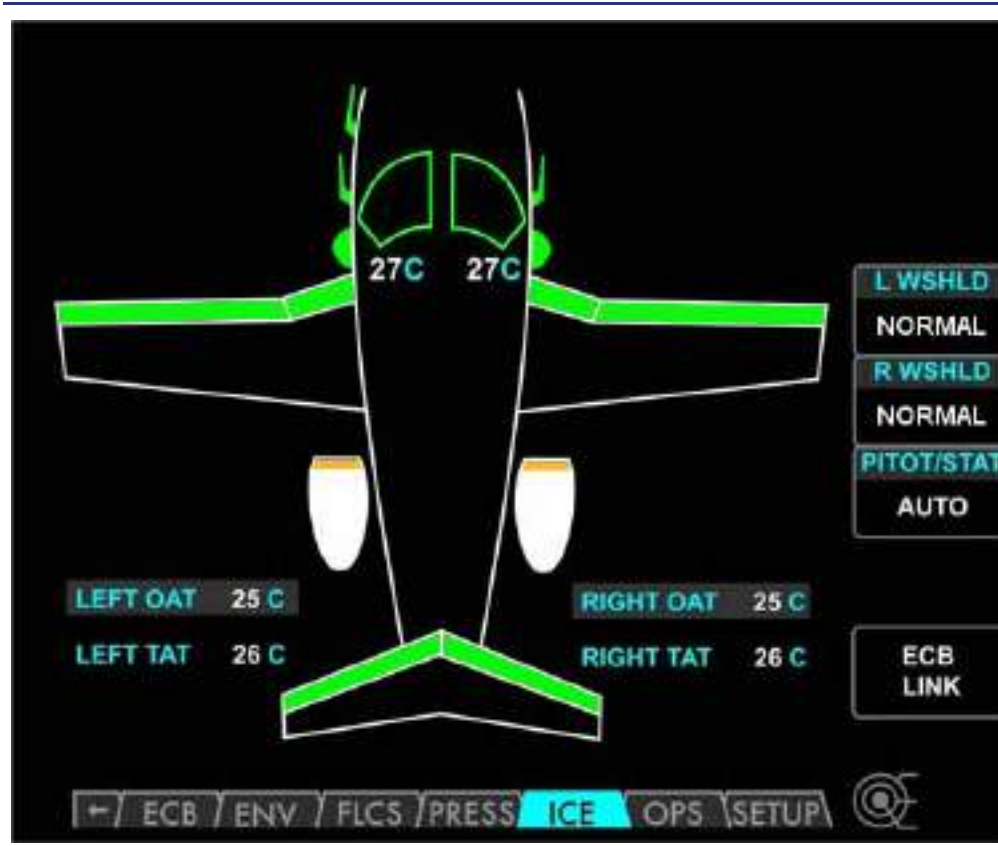 27C 27C
L WSHLD
NORMAL
R WSHLD
NORMAL
PITOT/STAT
AUTO
LEFT OAT 25 C
RIGHT OAT 25 C
LEFT TAT 26 C
RIGHT TAT 26 C
ECB
LINK
← ECB ENV FLCS PRESS ICE OPS SETUP